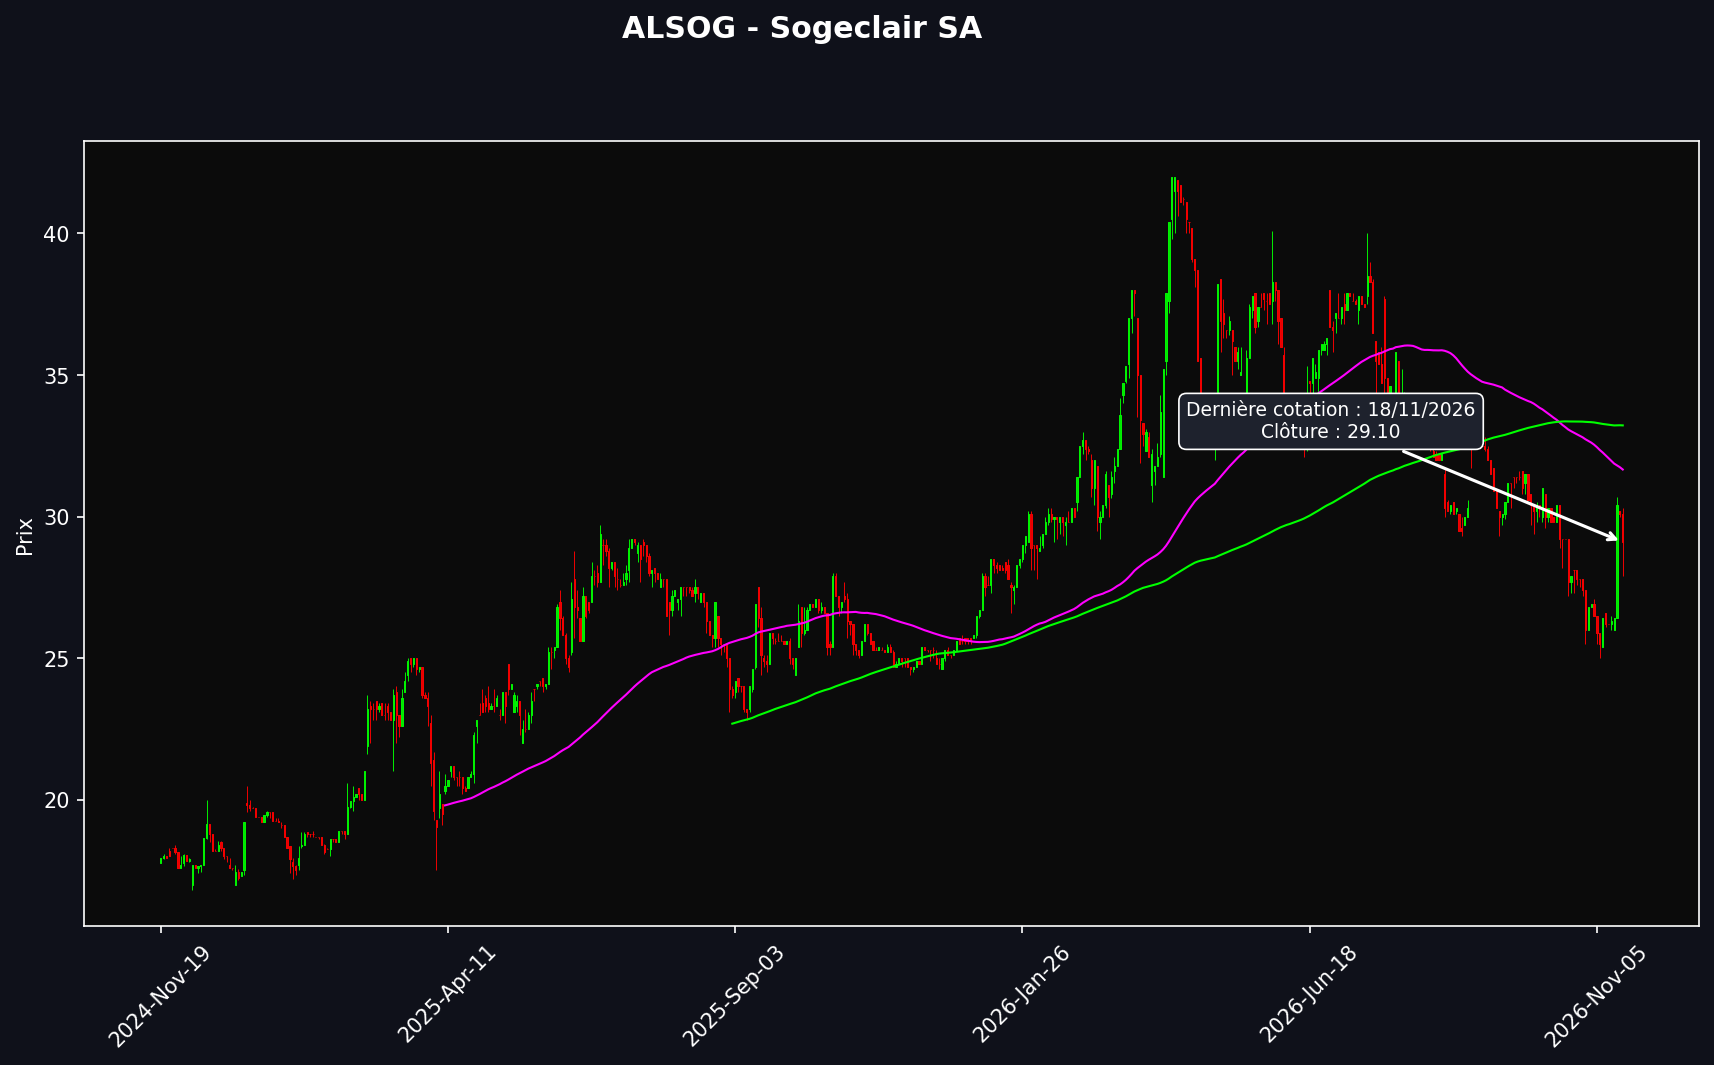 ALSOG - Sogeclair SA
Prix
40
35
30
25
20
Dernière cotation : 18/11/2026
Clôture : 29.10
2024-Nov-19
2025-Apr-11
2025-Sep-03
2026-Jan-26
2026-Jun-18
2026-Nov-05